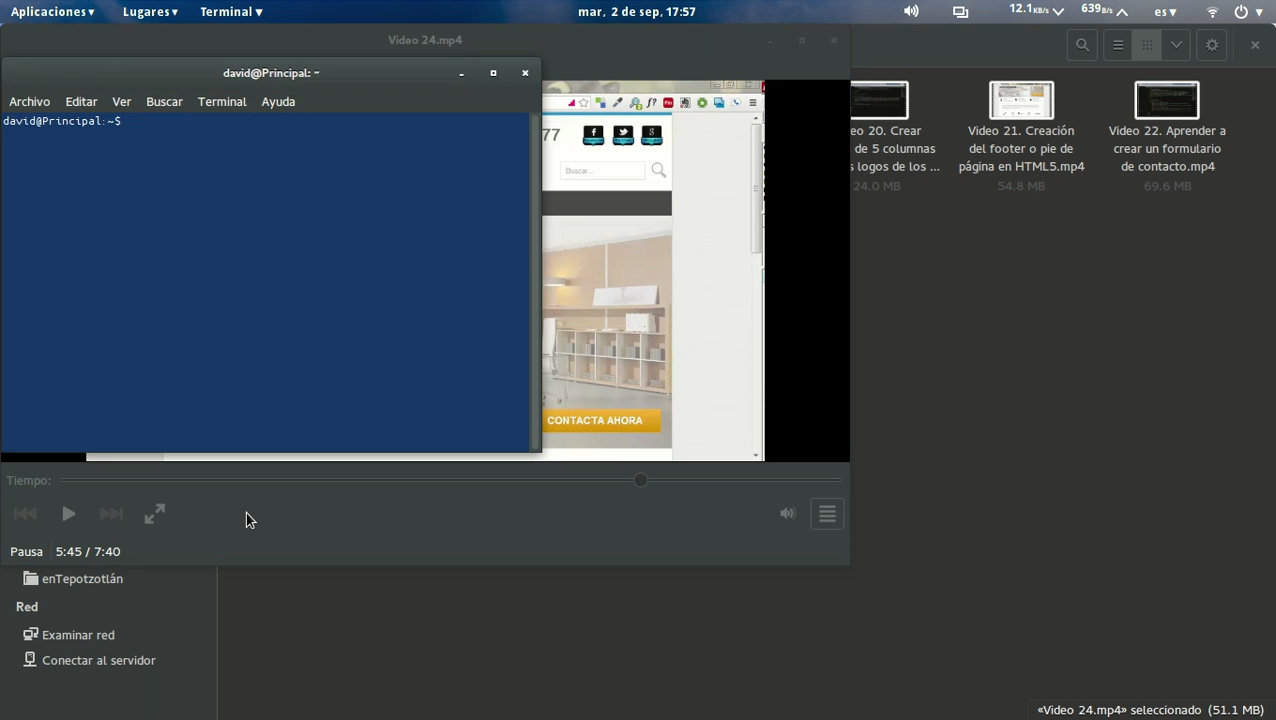 Aplicaciones▾ Lugares▾ Terminal▾ mar, 2 de sep, 17:57 12.1KB/s 639B/s es▾
Video 24.mp4
david@Principal: ~
Editar Ver Buscar Terminal Ayuda
david@Principal:~$
77
Buscar...
CONTACTA AHORA
eo 20. Crear
de 5 columnas
s logos de los ...
24.0 MB
Video 21. Creación
del footer o pie de
página en HTML5.mp4
54.8 MB
Video 22. Aprender a
crear un formulario
de contacto.mp4
69.6 MB
Tiempo:
Pausa 5:45 / 7:40
enTepotzotlán
Red
Examinar red
Conectar al servidor
«Video 24.mp4» seleccionado (51.1 MB)